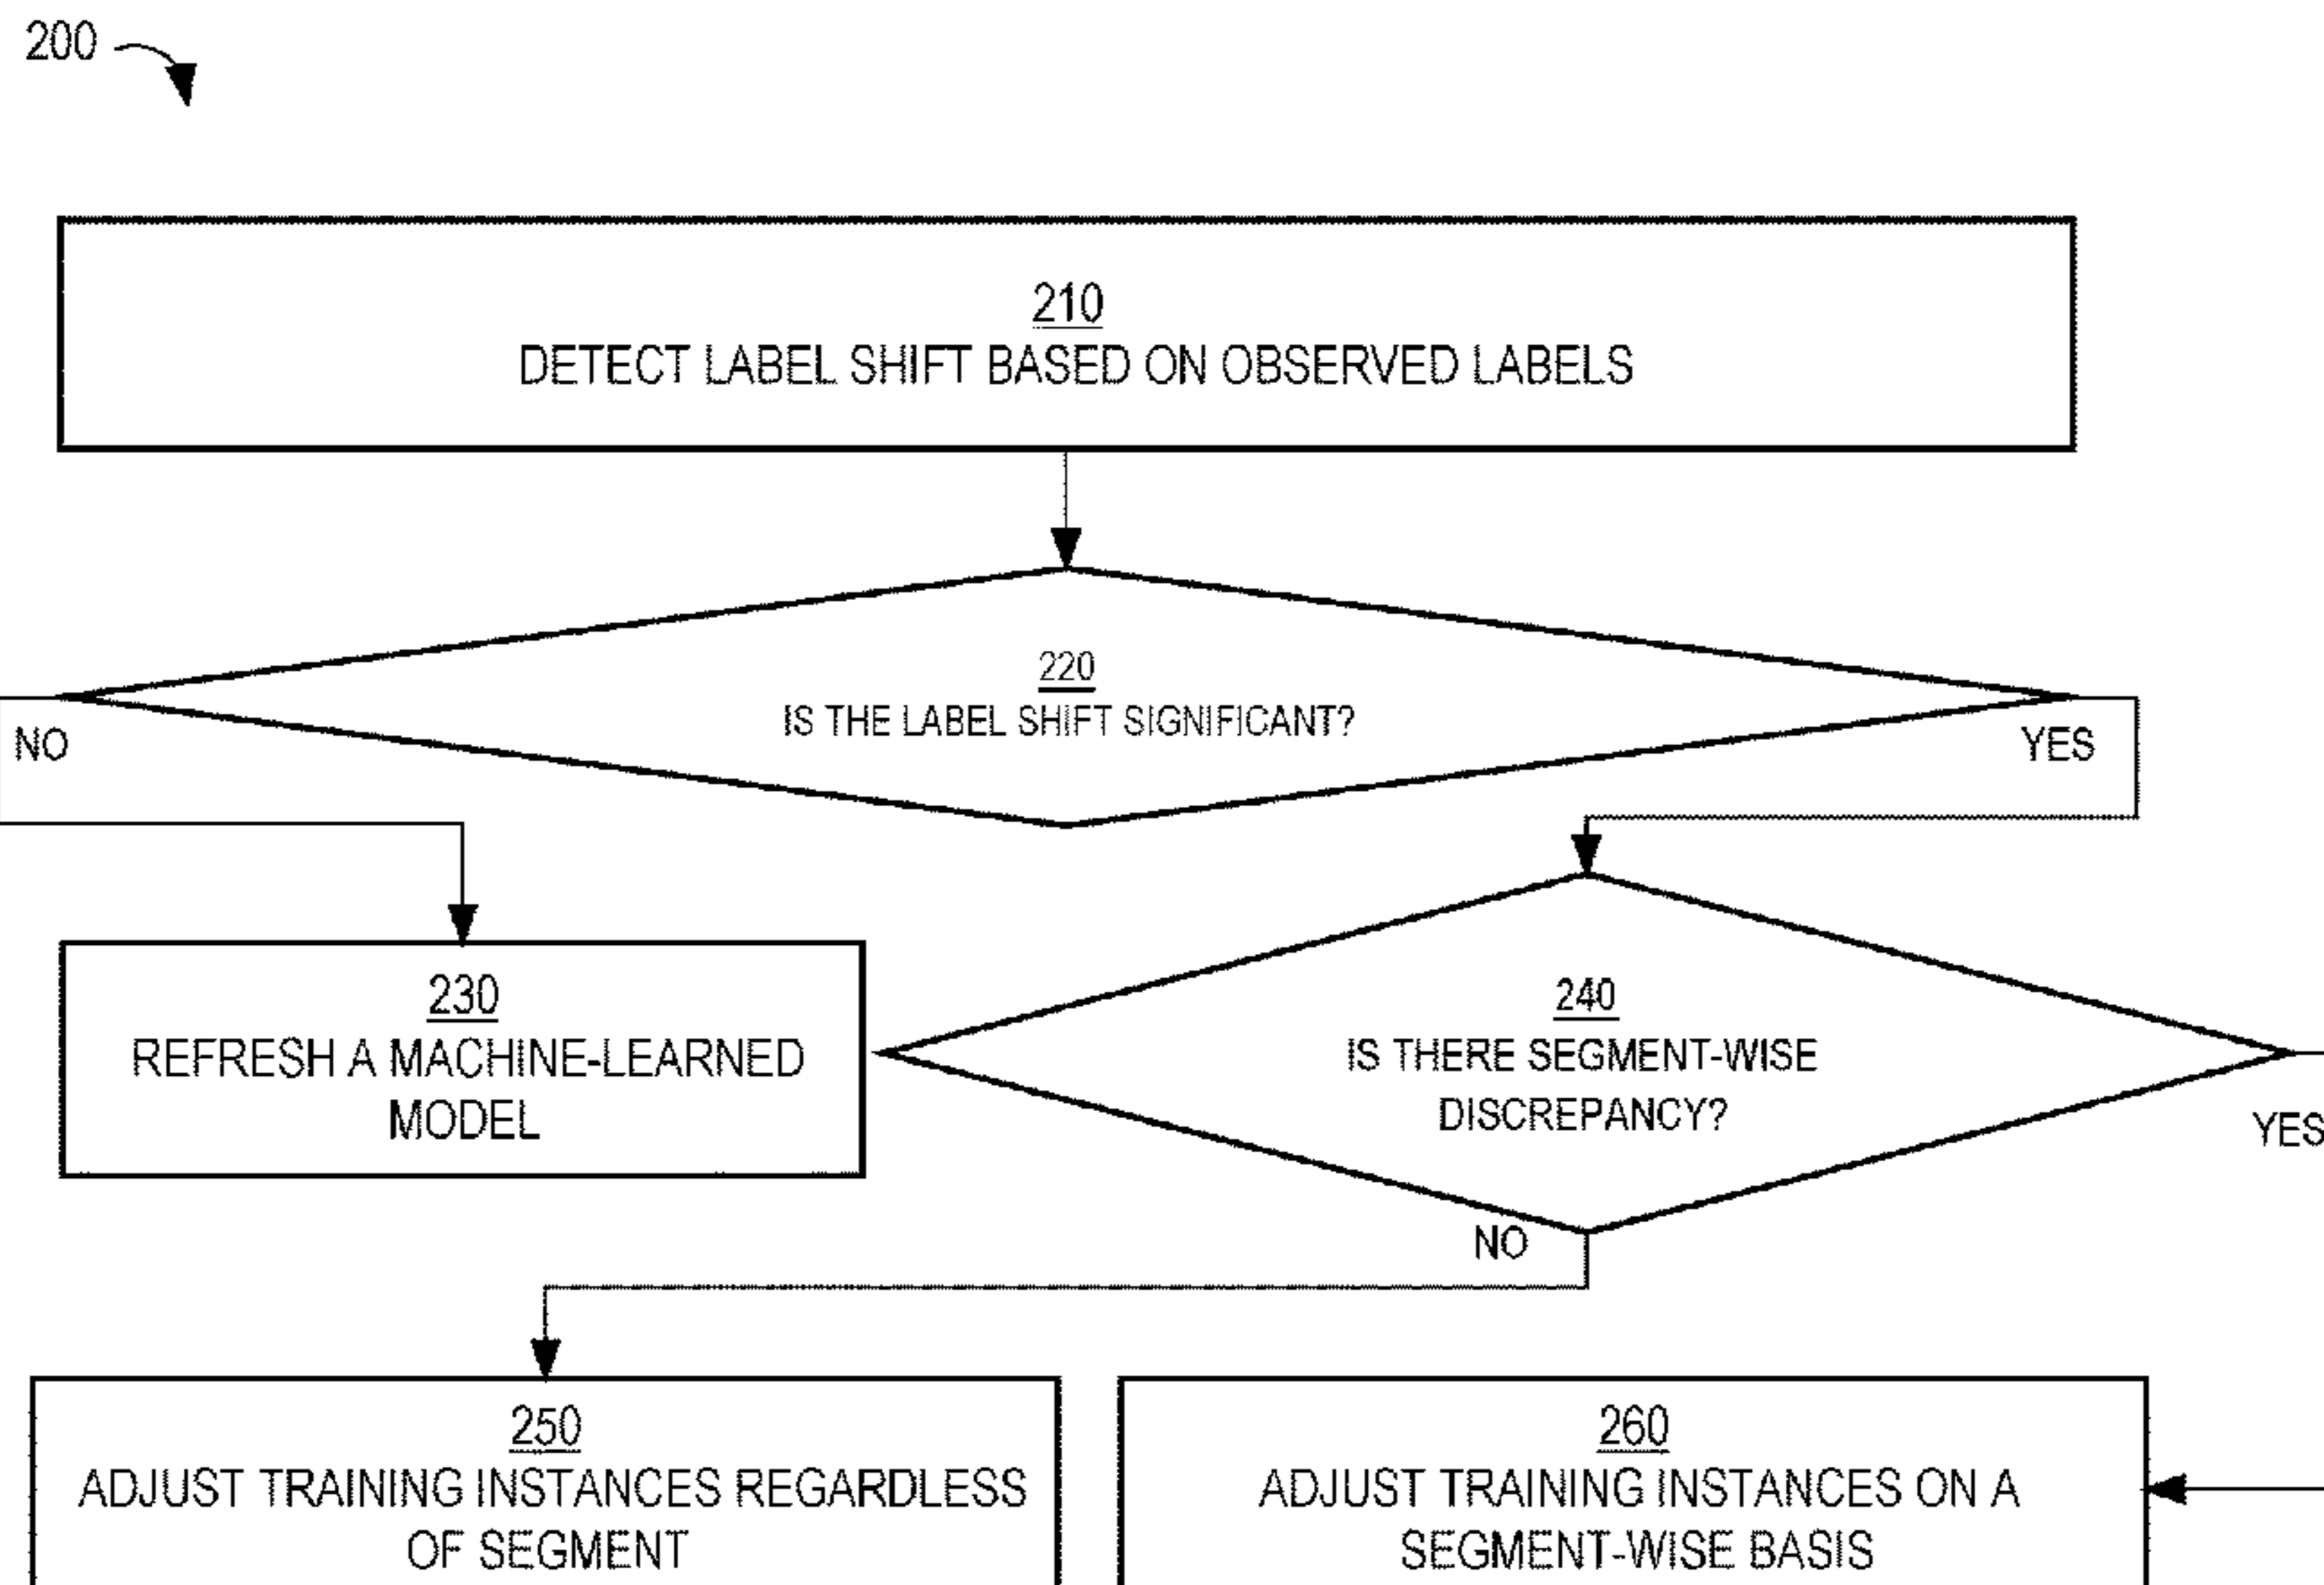 200
210
DETECT LABEL SHIFT BASED ON OBSERVED LABELS
220
IS THE LABEL SHIFT SIGNIFICANT?
NO
YES
230
REFRESH A MACHINE-LEARNED
MODEL
240
IS THERE SEGMENT-WISE
DISCREPANCY?
YES
NO
250
ADJUST TRAINING INSTANCES REGARDLESS
OF SEGMENT
260
ADJUST TRAINING INSTANCES ON A
SEGMENT-WISE BASIS